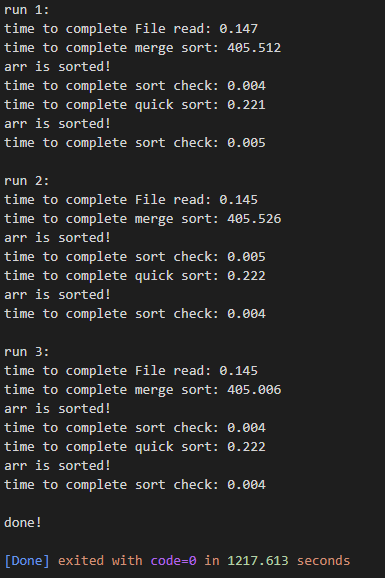 run 1:
time to complete File read: 0.147
time to complete merge sort: 405.512
arr is sorted!
time to complete sort check: 0.004
time to complete quick sort: 0.221
arr is sorted!
time to complete sort check: 0.005

run 2:
time to complete File read: 0.145
time to complete merge sort: 405.526
arr is sorted!
time to complete sort check: 0.005
time to complete quick sort: 0.222
arr is sorted!
time to complete sort check: 0.004

run 3:
time to complete File read: 0.145
time to complete merge sort: 405.006
arr is sorted!
time to complete sort check: 0.004
time to complete quick sort: 0.222
arr is sorted!
time to complete sort check: 0.004

done!

[Done] exited with code=0 in 1217.613 seconds